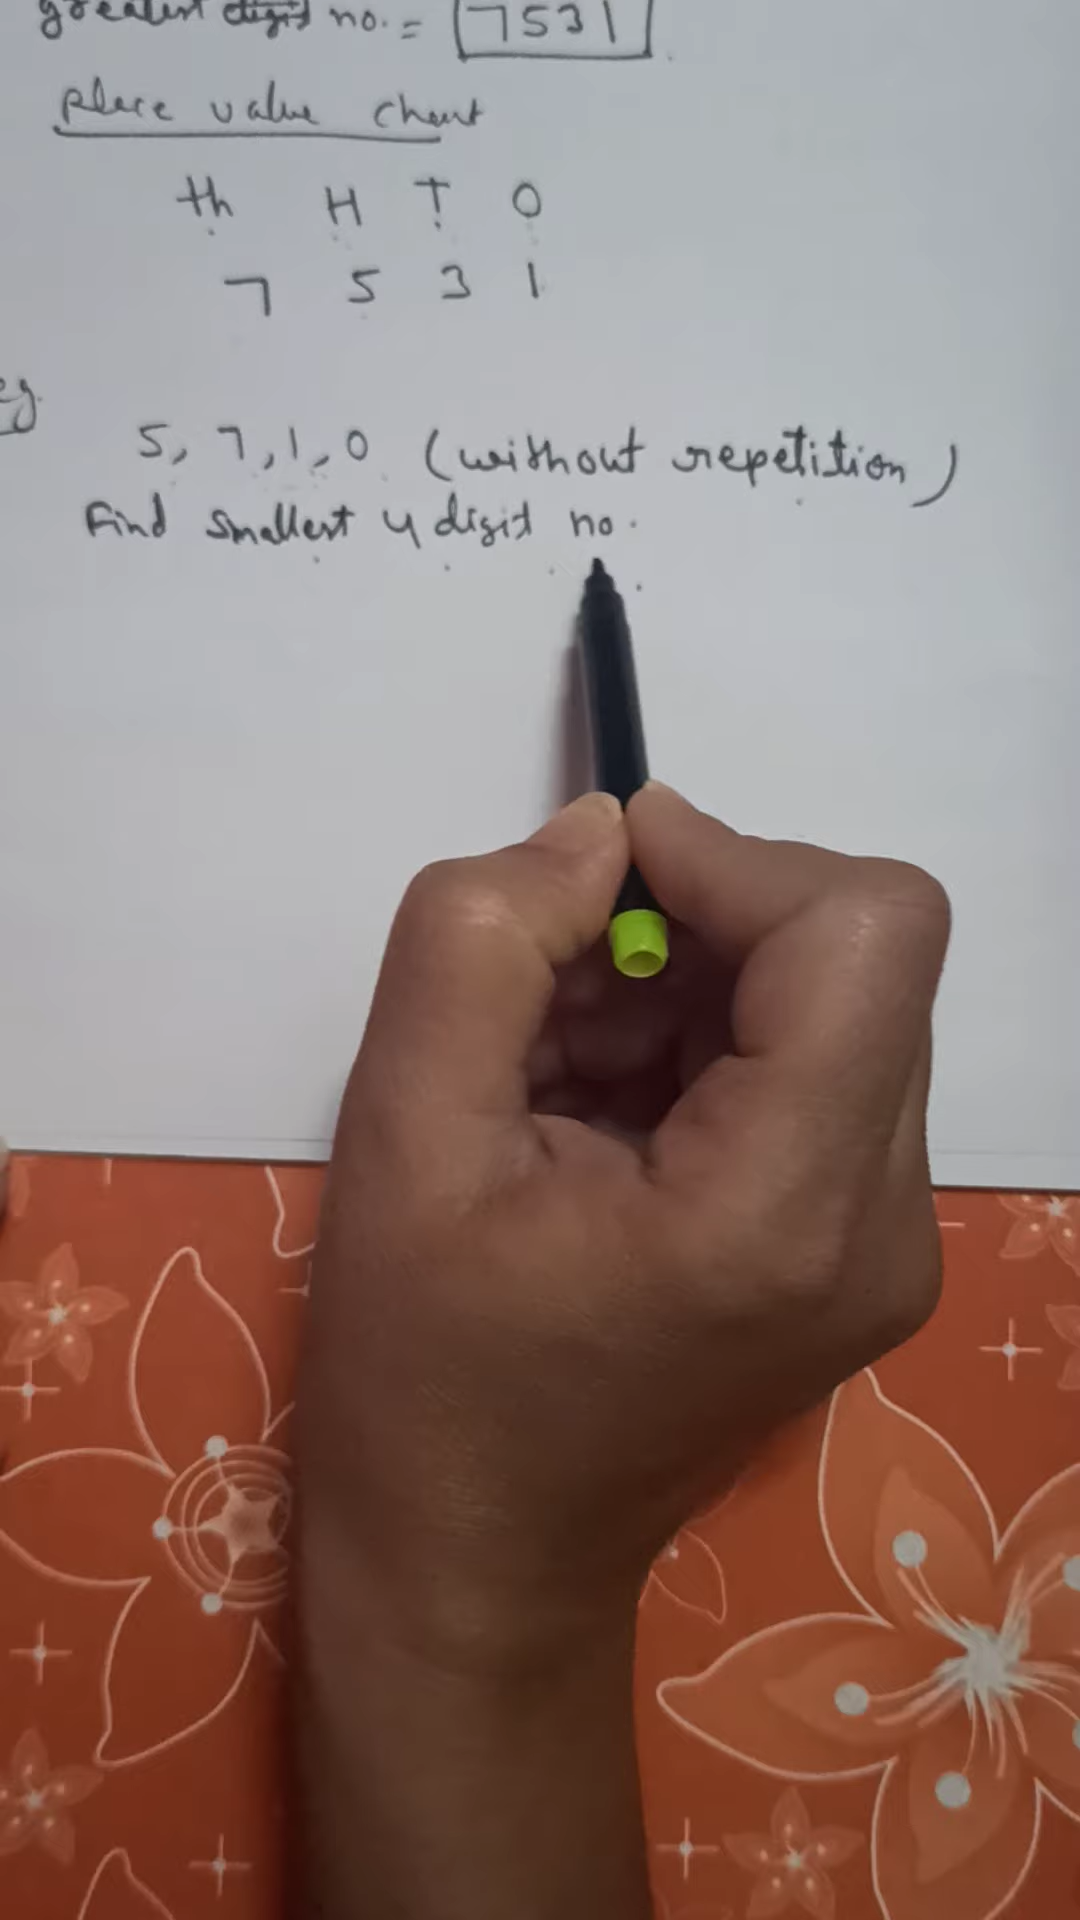 greatest digit no. = 7531
place value chart
th H T O
7 5 3 1
eg.
5, 7, 1, 0 (without repetition)
Find smallest 4 digit no.